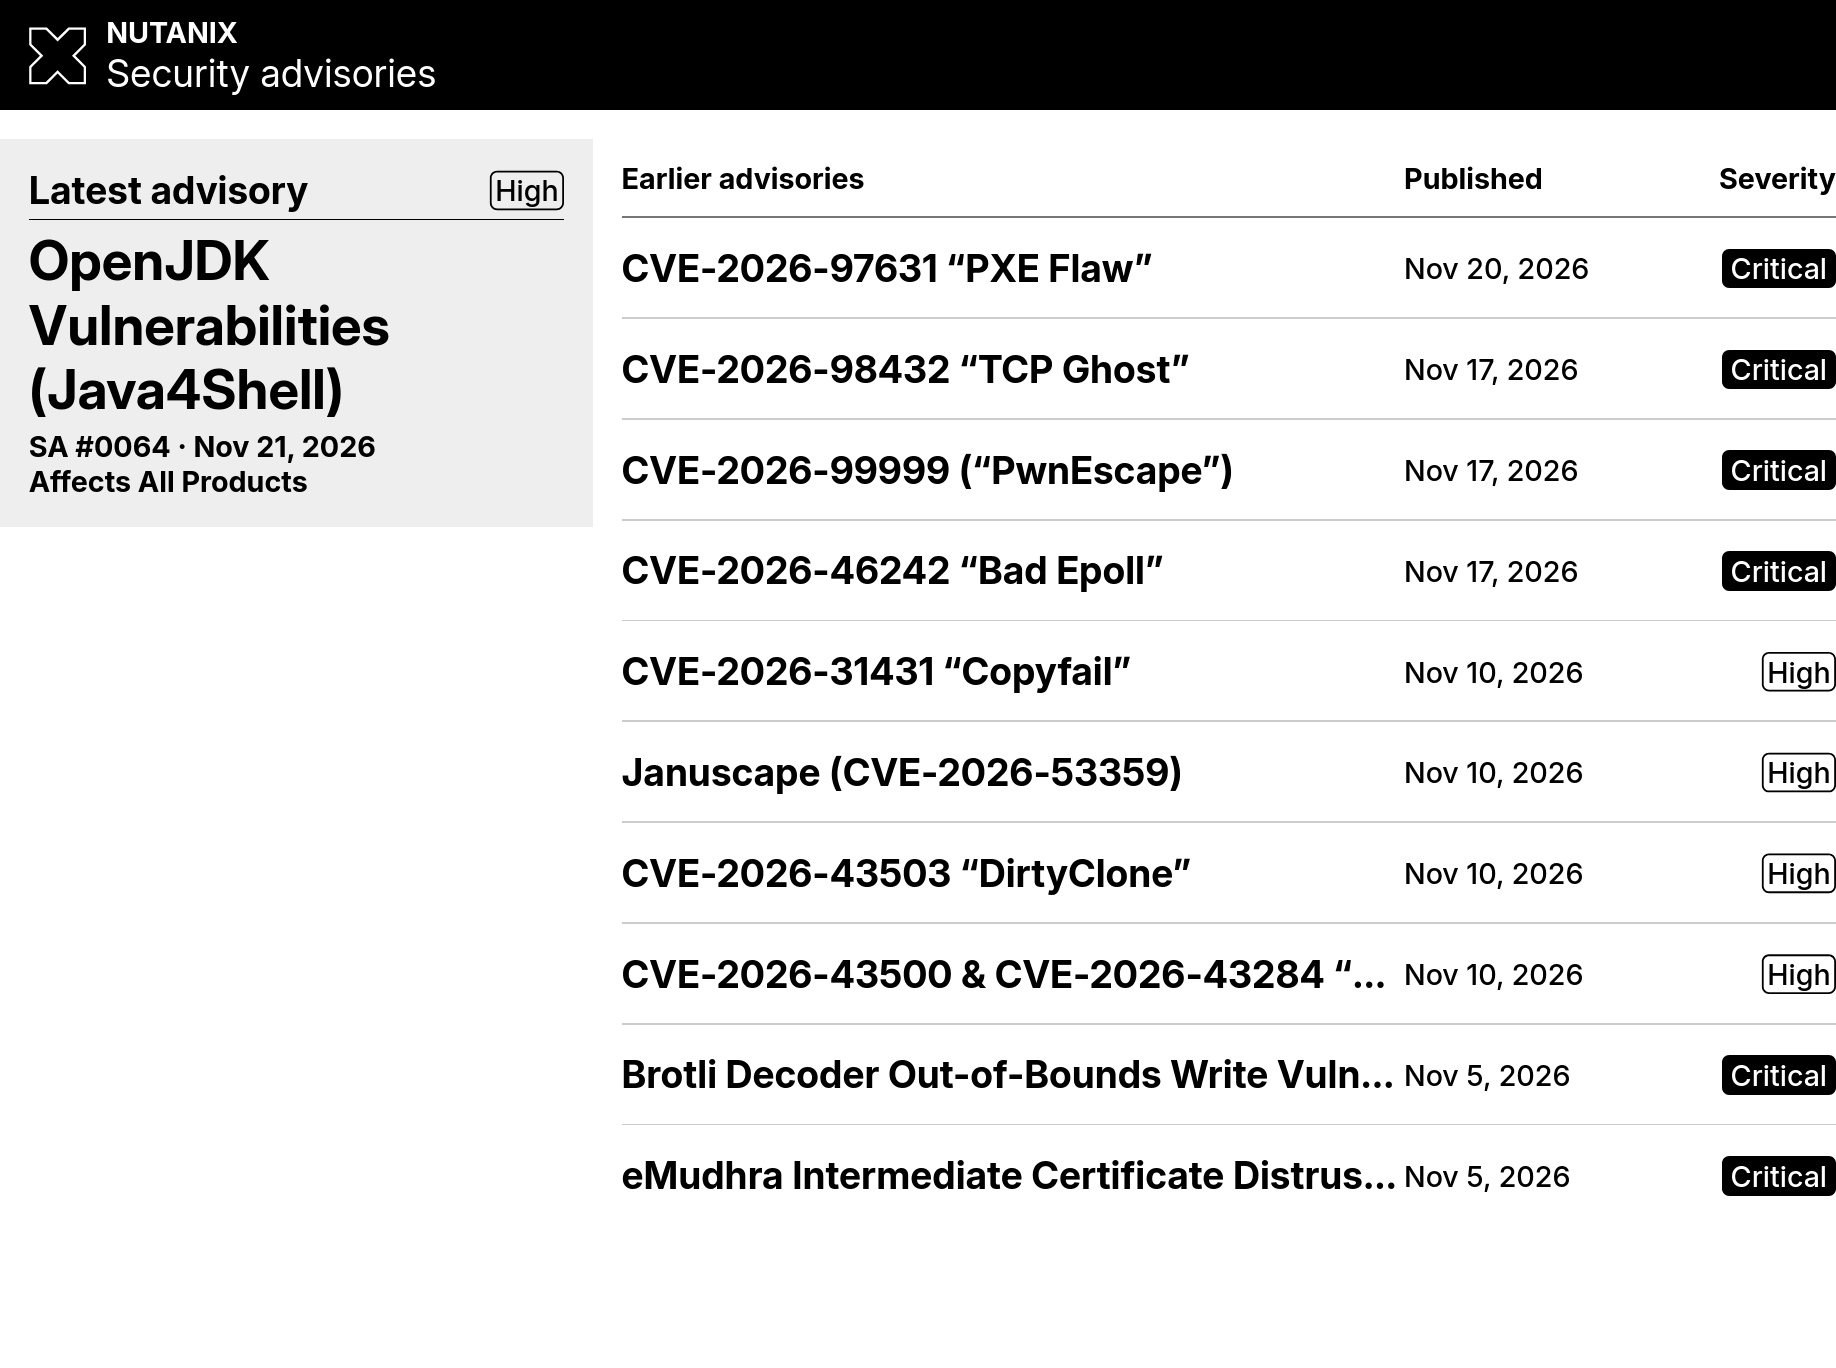 NUTANIX
Security advisories
Latest advisory High
OpenJDK
Vulnerabilities
(Java4Shell)
SA #0064 · Nov 21, 2026
Affects All Products
Earlier advisories Published Severity
CVE-2026-97631 “PXE Flaw” Nov 20, 2026 Critical
CVE-2026-98432 “TCP Ghost” Nov 17, 2026 Critical
CVE-2026-99999 (“PwnEscape”) Nov 17, 2026 Critical
CVE-2026-46242 “Bad Epoll” Nov 17, 2026 Critical
CVE-2026-31431 “Copyfail” Nov 10, 2026 High
Januscape (CVE-2026-53359) Nov 10, 2026 High
CVE-2026-43503 “DirtyClone” Nov 10, 2026 High
CVE-2026-43500 & CVE-2026-43284 “... Nov 10, 2026 High
Brotli Decoder Out-of-Bounds Write Vuln... Nov 5, 2026 Critical
eMudhra Intermediate Certificate Distrus... Nov 5, 2026 Critical